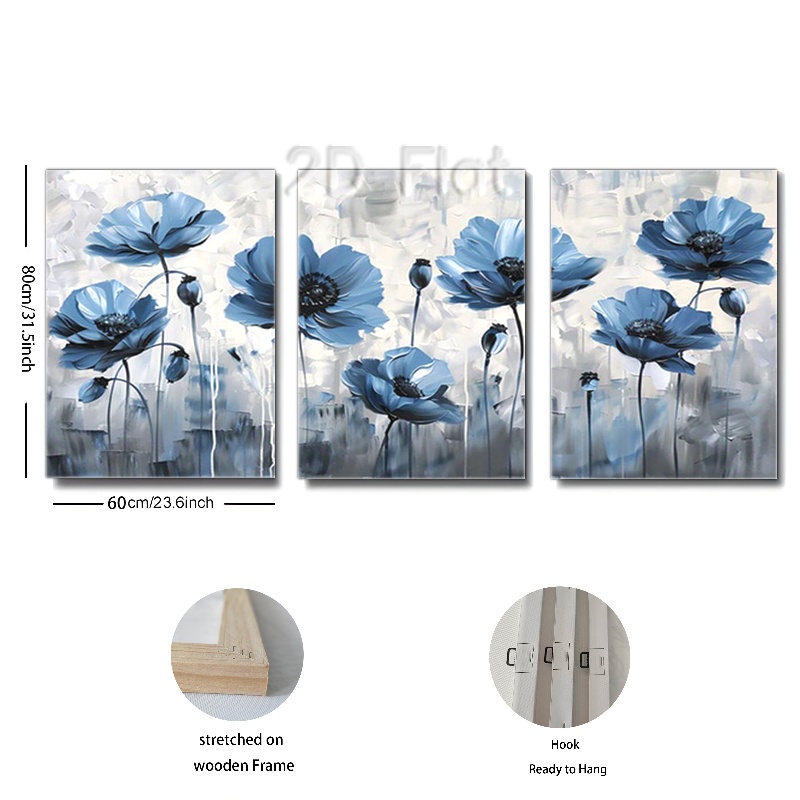 2D Flat
80cm/31.5inch
60cm/23.6inch
stretched on
wooden Frame
Hook
Ready to Hang